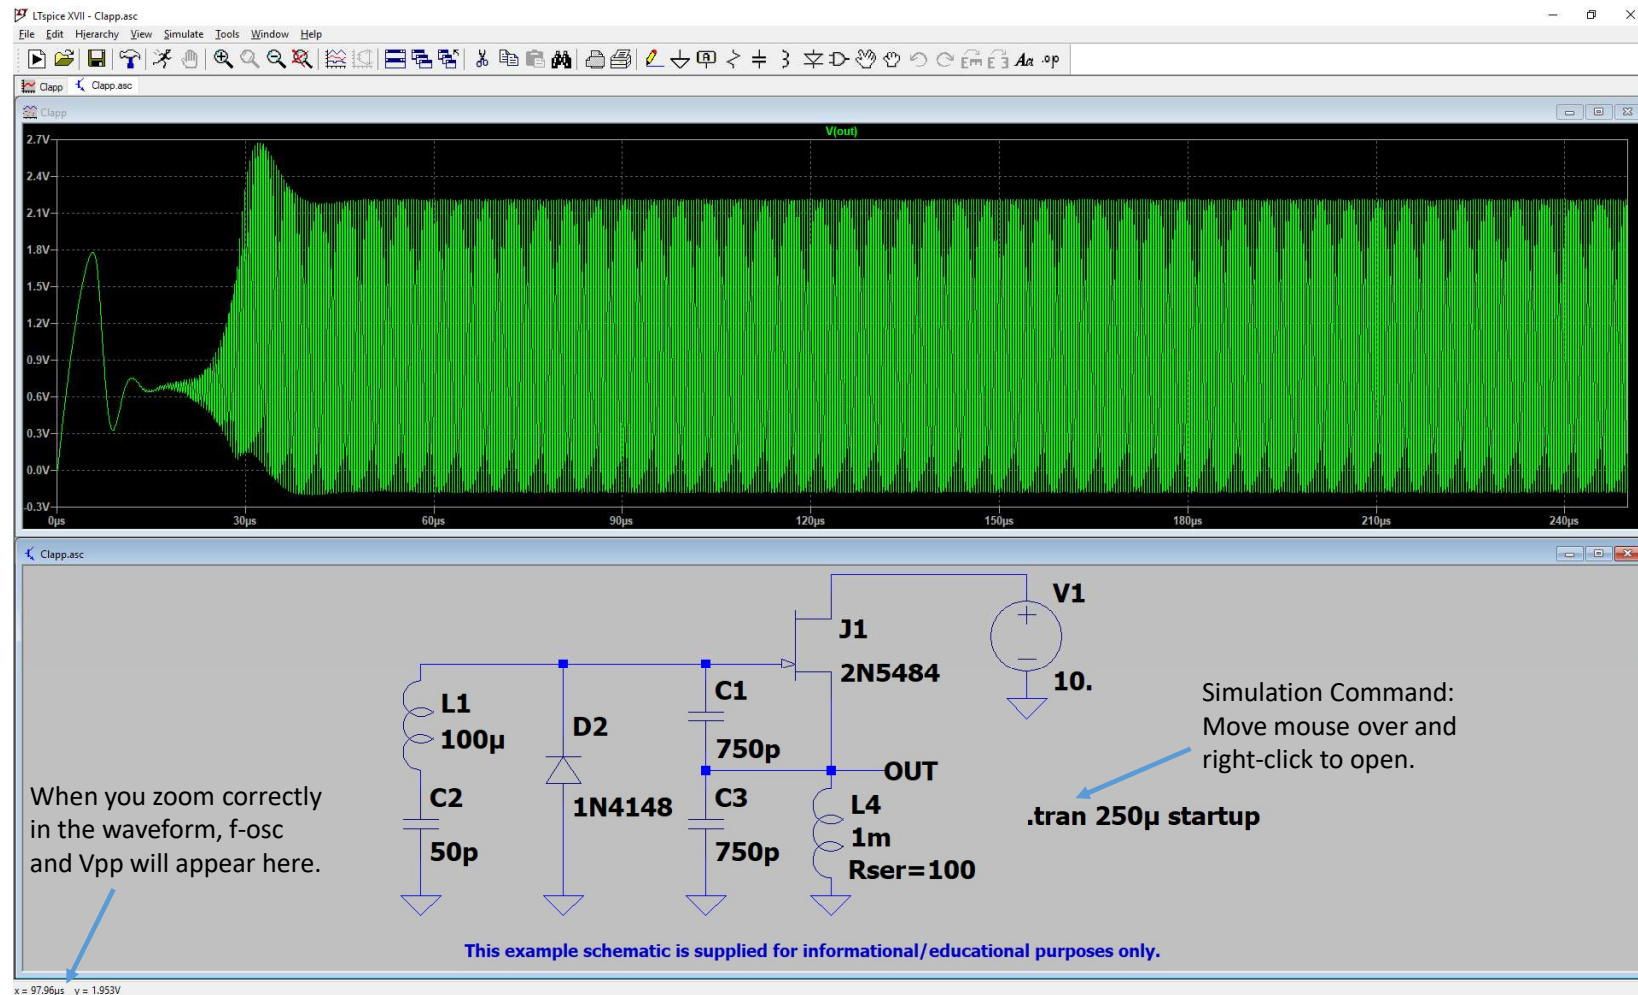 LTspice XVII - Clapp.asc
File Edit Hierarchy View Simulate Tools Window Help
Aa .op
Clapp Clapp.asc
Clapp
V(out)
2.7V
2.4V
2.1V
1.8V
1.5V
1.2V
0.9V
0.6V
0.3V
0.0V
-0.3V
0µs 30µs 60µs 90µs 120µs 150µs 180µs 210µs 240µs
Clapp.asc
V1
10.
J1
2N5484
L1
100µ
D2
1N4148
C1
750p
OUT
C2
50p
C3
750p
L4
1m
Rser=100
Simulation Command:
Move mouse over and
right-click to open.
.tran 250µ startup
When you zoom correctly
in the waveform, f-osc
and Vpp will appear here.
This example schematic is supplied for informational/educational purposes only.
x = 97.96µs y = 1.953V